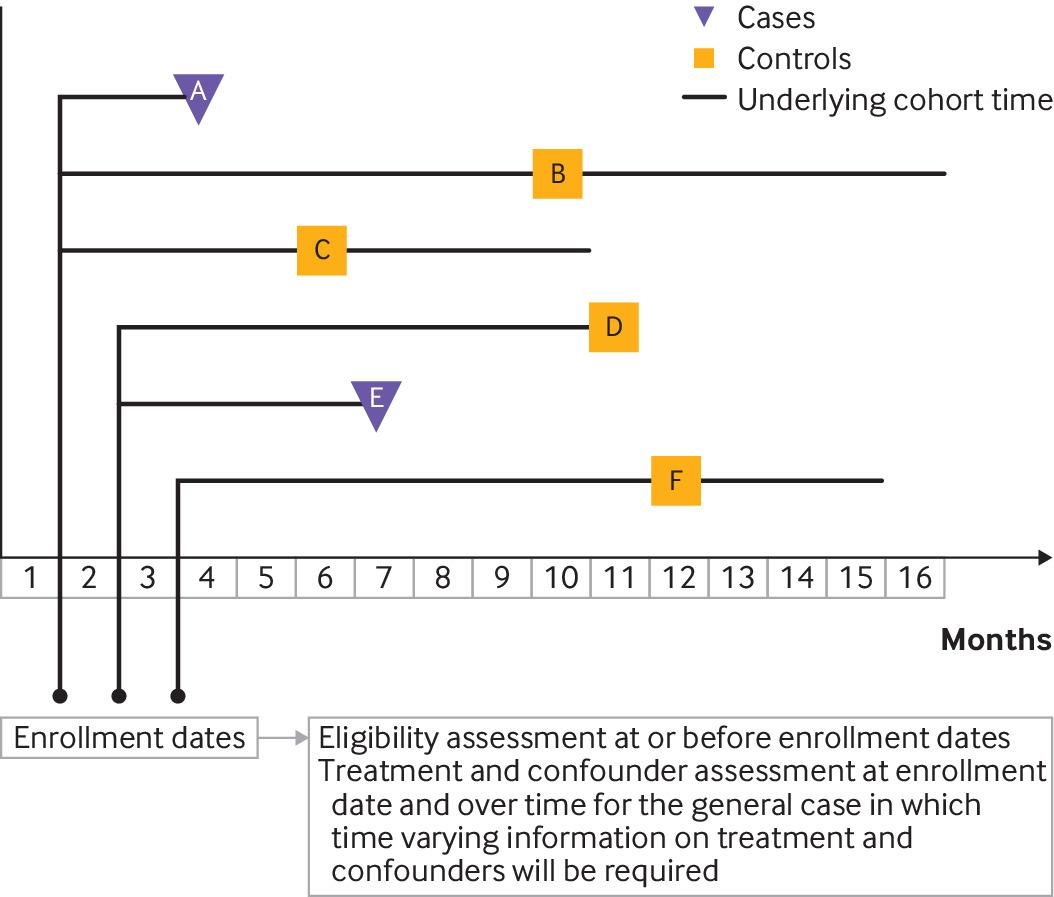 Cases
Controls
Underlying cohort time
A
B
C
D
E
F
1 2 3 4 5 6 7 8 9 10 11 12 13 14 15 16
Months
Enrollment dates
Eligibility assessment at or before enrollment dates
Treatment and confounder assessment at enrollment
date and over time for the general case in which
time varying information on treatment and
confounders will be required